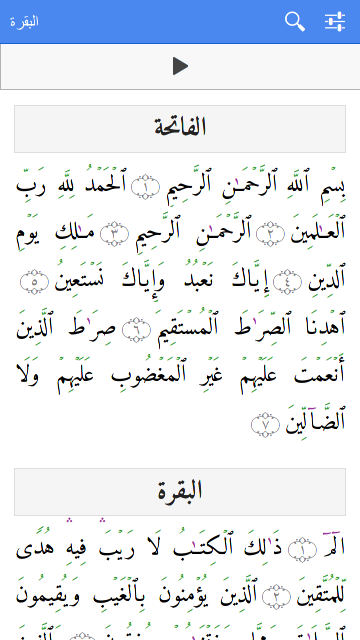 البقرة
الفاتحة
بِسْمِ ٱللَّهِ ٱلرَّحْمَـٰنِ ٱلرَّحِيمِ ١ ٱلْحَمْدُ لِلَّهِ رَبِّ
ٱلْعَـٰلَمِينَ ٢ ٱلرَّحْمَـٰنِ ٱلرَّحِيمِ ٣ مَـٰلِكِ يَوْمِ
ٱلدِّينِ ٤ إِيَّاكَ نَعْبُدُ وَإِيَّاكَ نَسْتَعِينُ ٥
ٱهْدِنَا ٱلصِّرَٰطَ ٱلْمُسْتَقِيمَ ٦ صِرَٰطَ ٱلَّذِينَ
أَنْعَمْتَ عَلَيْهِمْ غَيْرِ ٱلْمَغْضُوبِ عَلَيْهِمْ وَلَا
ٱلضَّآلِّينَ ٧
البقرة
الٓمٓ ١ ذَٰلِكَ ٱلْكِتَـٰبُ لَا رَيْبَ ۛ فِيهِ ۛ هُدًى
لِّلْمُتَّقِينَ ٢ ٱلَّذِينَ يُؤْمِنُونَ بِٱلْغَيْبِ وَيُقِيمُونَ